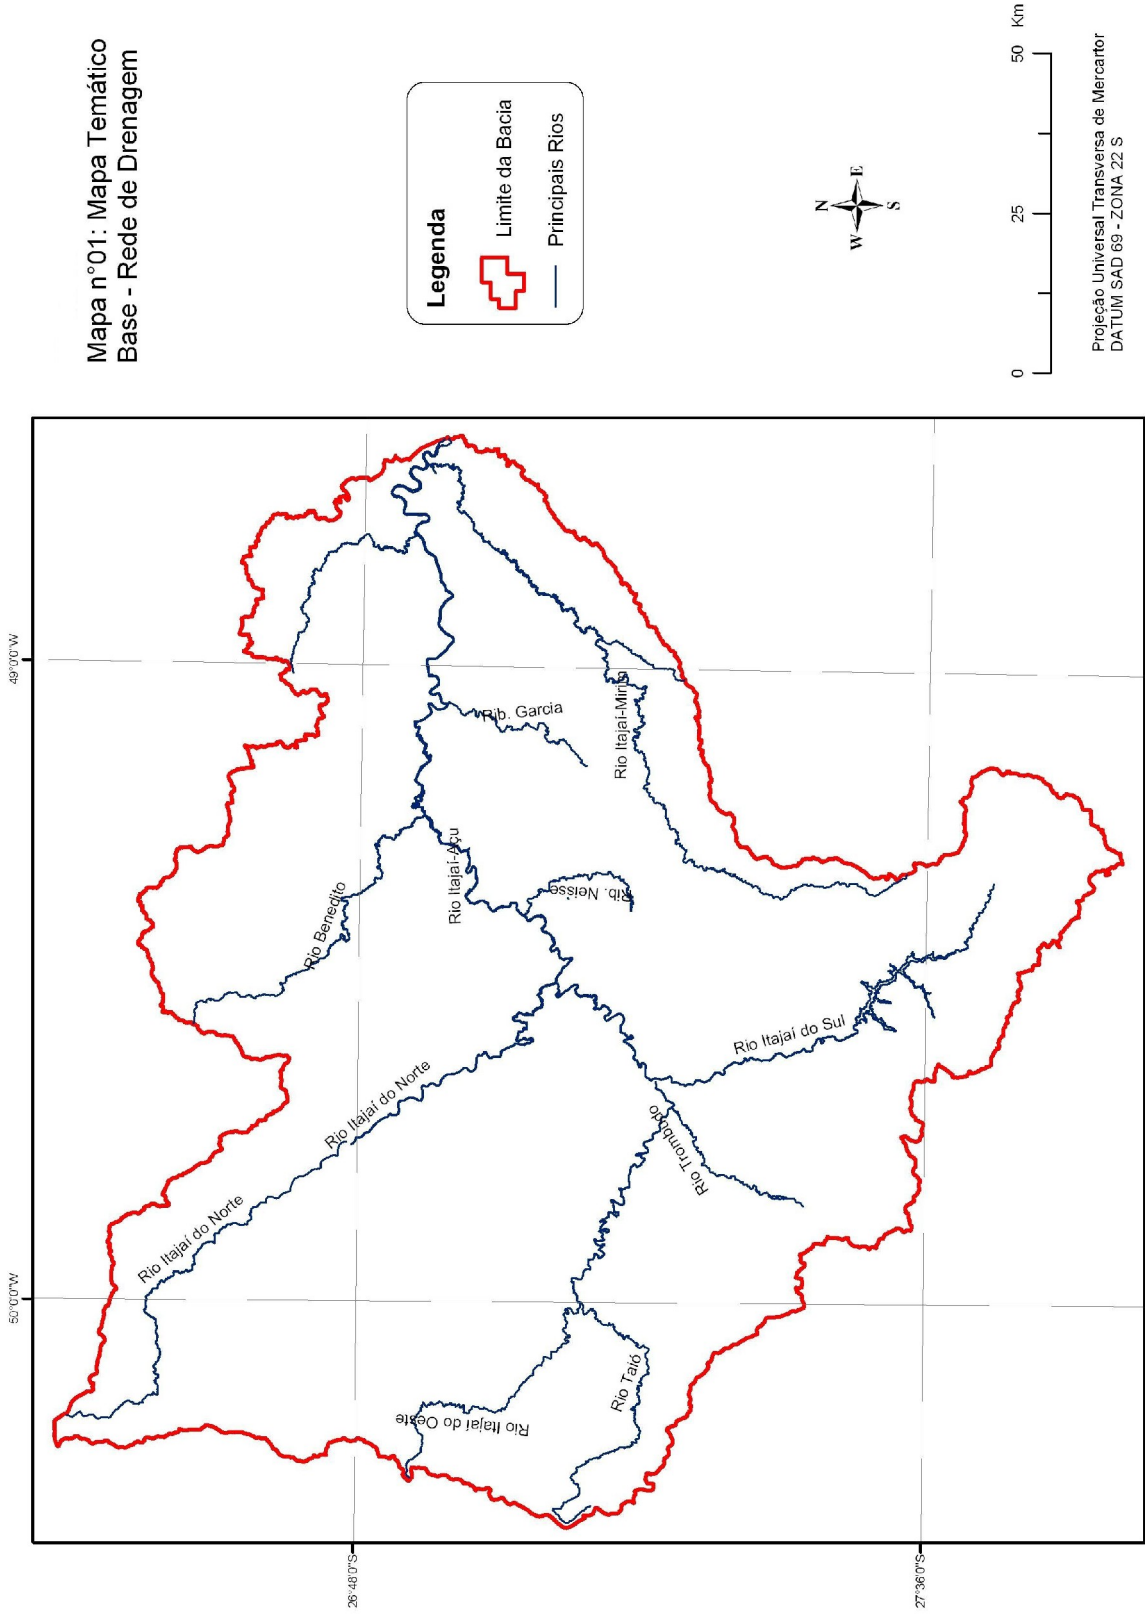 Mapa n°01: Mapa Temático
Base - Rede de Drenagem
49°0'0"W
50°0'0"W
26°48'0"S
27°36'0"S
Rio Itajaí do Norte
Rio Itajaí do Norte
Rio Benedito
Rio Itajaí-Açu
Rib. Garcia
Rio Itajaí-Mirim
Rib. Neisse
Rio Itajaí do Sul
Rio Trombudo
Rio Itajaí do Oeste
Rio Taió
Legenda
Limite da Bacia
Principais Rios
N
W
E
S
0
25
50
Km
Projeção Universal Transversa de Mercartor
DATUM SAD 69 - ZONA 22 S